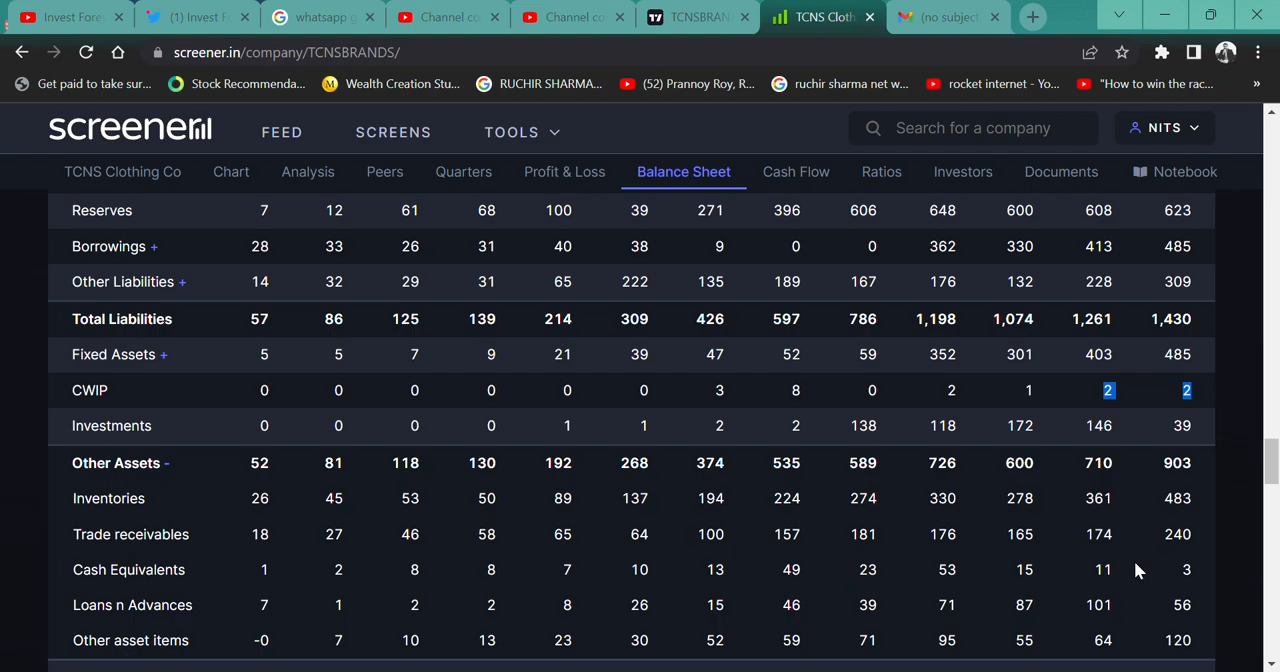 Invest Fore
(1) Invest F
whatsapp g
Channel co
Channel co
TCNSBRAN
TCNS Cloth
(no subject
screener.in/company/TCNSBRANDS/
Get paid to take sur...
Stock Recommenda...
Wealth Creation Stu...
RUCHIR SHARMA...
(52) Prannoy Roy, R...
ruchir sharma net w...
rocket internet - Yo...
"How to win the rac...
»
screener
FEED
SCREENS
TOOLS
Search for a company
NITS
TCNS Clothing Co Chart Analysis Peers Quarters Profit & Loss Balance Sheet Cash Flow Ratios Investors Documents Notebook
Reserves 7 12 61 68 100 39 271 396 606 648 600 608 623
Borrowings + 28 33 26 31 40 38 9 0 0 362 330 413 485
Other Liabilities + 14 32 29 31 65 222 135 189 167 176 132 228 309
Total Liabilities 57 86 125 139 214 309 426 597 786 1,198 1,074 1,261 1,430
Fixed Assets + 5 5 7 9 21 39 47 52 59 352 301 403 485
CWIP 0 0 0 0 0 0 3 8 0 2 1 2 2
Investments 0 0 0 0 1 1 2 2 138 118 172 146 39
Other Assets - 52 81 118 130 192 268 374 535 589 726 600 710 903
Inventories 26 45 53 50 89 137 194 224 274 330 278 361 483
Trade receivables 18 27 46 58 65 64 100 157 181 176 165 174 240
Cash Equivalents 1 2 8 8 7 10 13 49 23 53 15 11 3
Loans n Advances 7 1 2 2 8 26 15 46 39 71 87 101 56
Other asset items -0 7 10 13 23 30 52 59 71 95 55 64 120